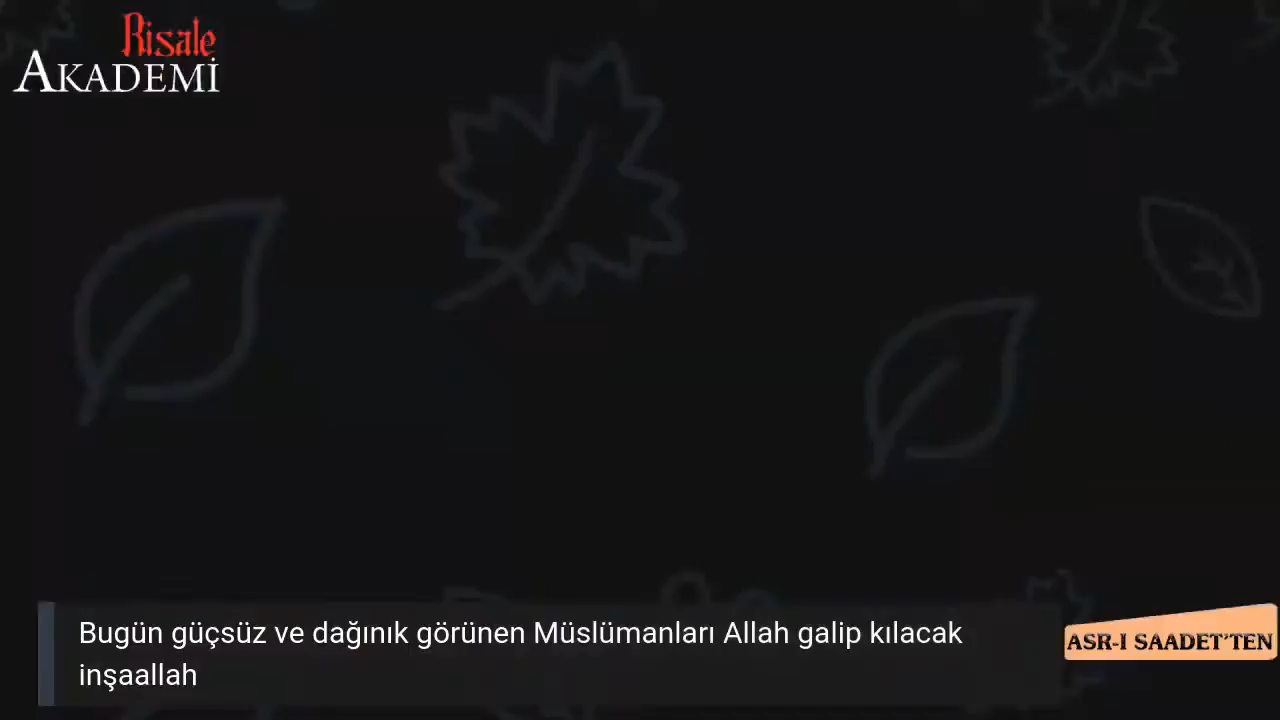 Risale
AKADEMİ
Bugün güçsüz ve dağınık görünen Müslümanları Allah galip kılacak
inşaallah
ASR-I SAADET'TEN